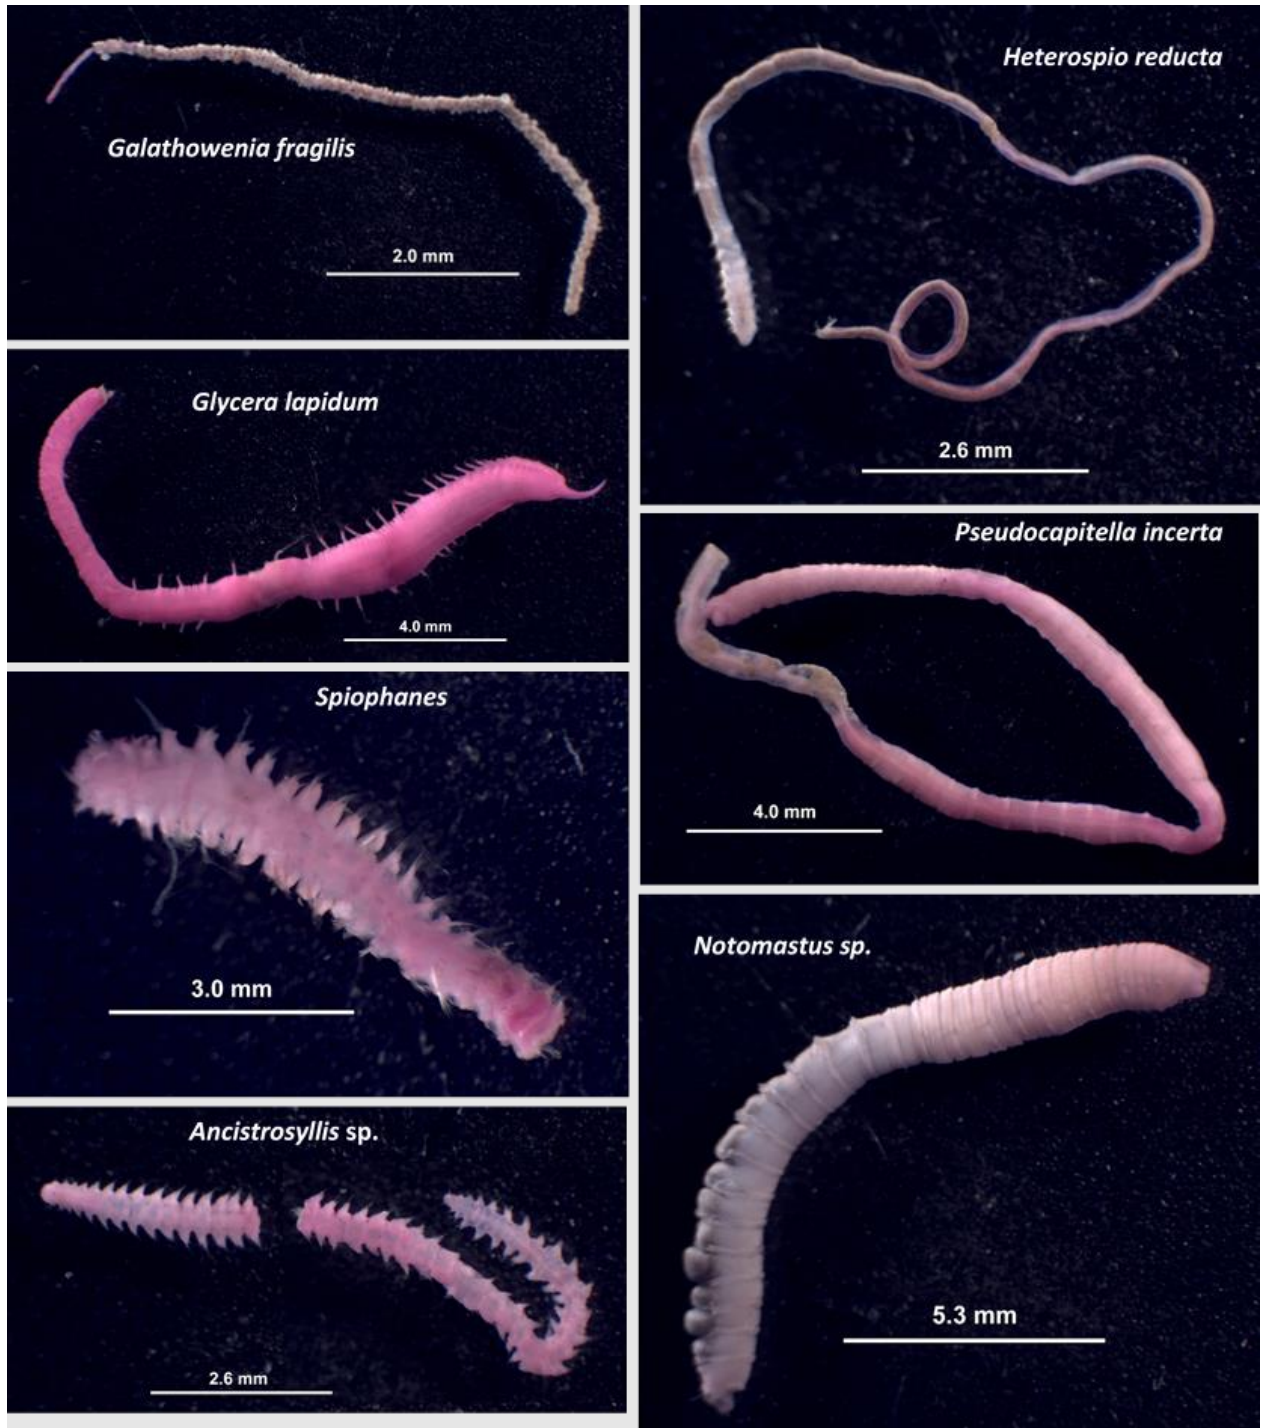 Galathowenia fragilis
2.0 mm
Glycera lapidum
4.0 mm
Spiophanes
3.0 mm
Ancistrosyllis sp.
2.6 mm
Heterospio reducta
2.6 mm
Pseudocapitella incerta
4.0 mm
Notomastus sp.
5.3 mm